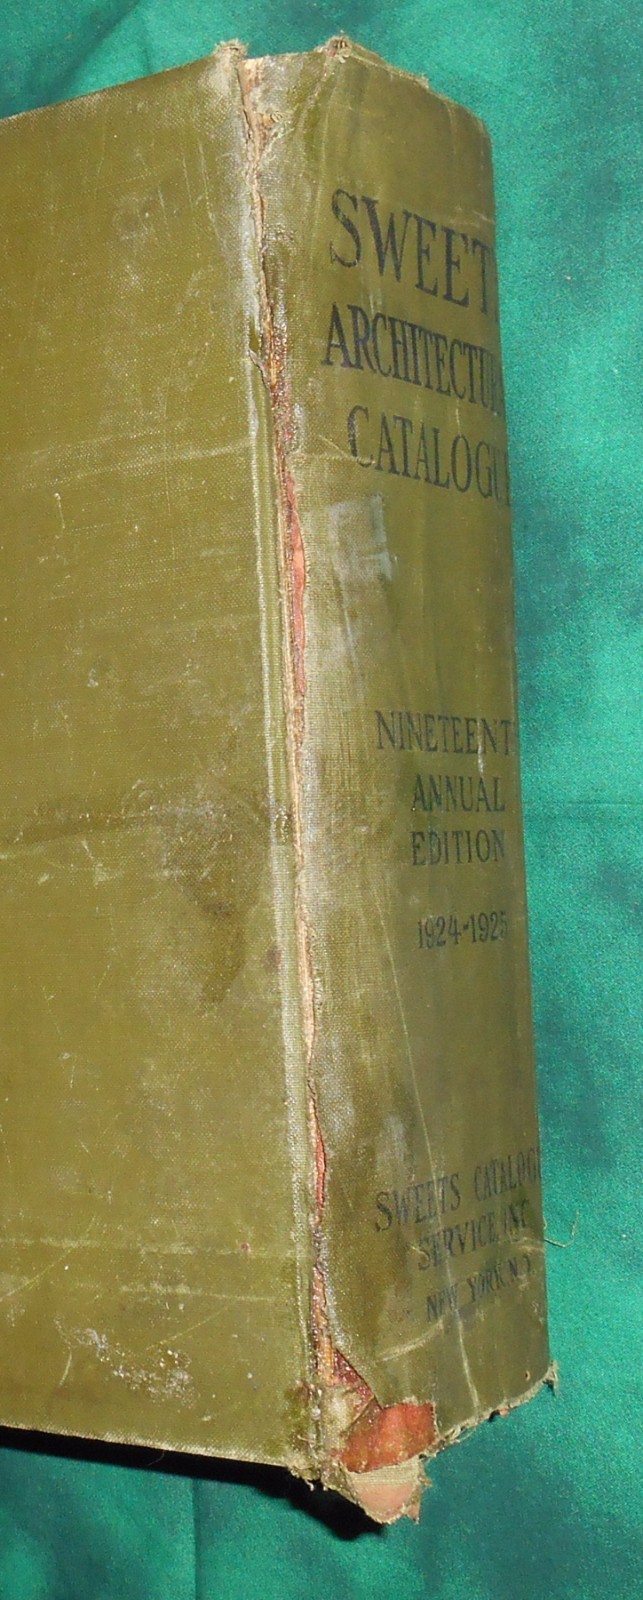 SWEET
ARCHITECTUR
CATALOGU
NINETEENT
ANNUAL
EDITION
1924-1925
SWEETS CATALOG
SERVICE INC
NEW YORK, N.Y